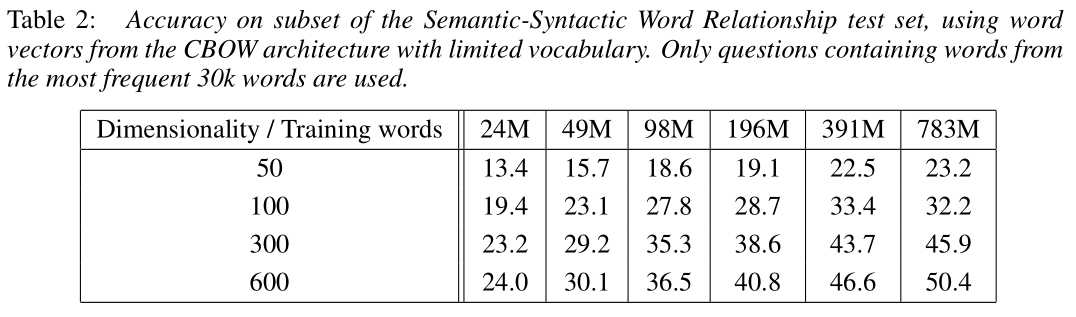 Table 2: Accuracy on subset of the Semantic-Syntactic Word Relationship test set, using word
vectors from the CBOW architecture with limited vocabulary. Only questions containing words from
the most frequent 30k words are used.
Dimensionality / Training words 24M 49M 98M 196M 391M 783M
50 13.4 15.7 18.6 19.1 22.5 23.2
100 19.4 23.1 27.8 28.7 33.4 32.2
300 23.2 29.2 35.3 38.6 43.7 45.9
600 24.0 30.1 36.5 40.8 46.6 50.4